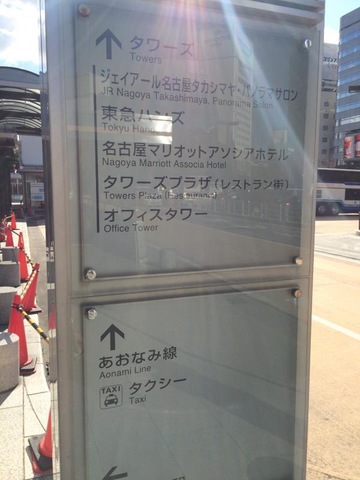 タワーズ
Towers
ジェイアール名古屋タカシマヤ・パノラマサロン
JR Nagoya Takashimaya, Panorama Salon
東急ハンズ
Tokyu Hands
名古屋マリオットアソシアホテル
Nagoya Marriott Associa Hotel
タワーズプラザ(レストラン街)
Towers Plaza (Restaurants)
オフィスタワー
Office Tower
あおなみ線
Aonami Line
TAXI タクシー
Taxi